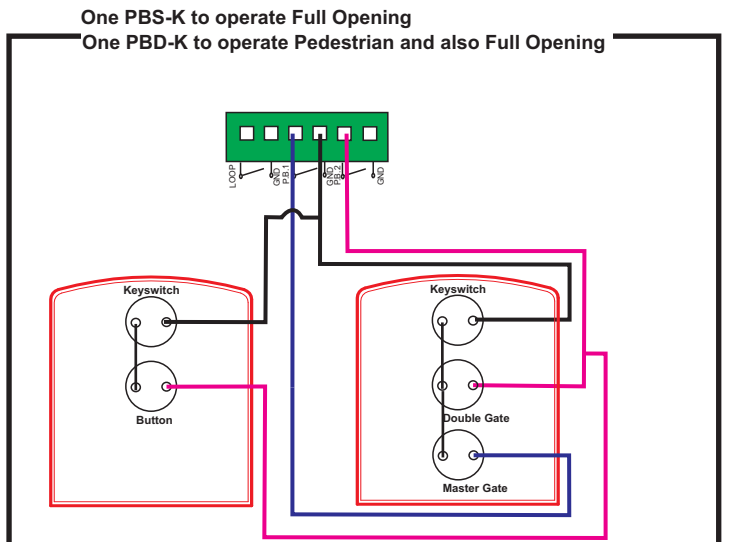 One PBS-K to operate Full Opening
One PBD-K to operate Pedestrian and also Full Opening
LOOP
GND
P.B.1
GND
P.B.2
GND
Keyswitch
Keyswitch
Button
Double Gate
Master Gate